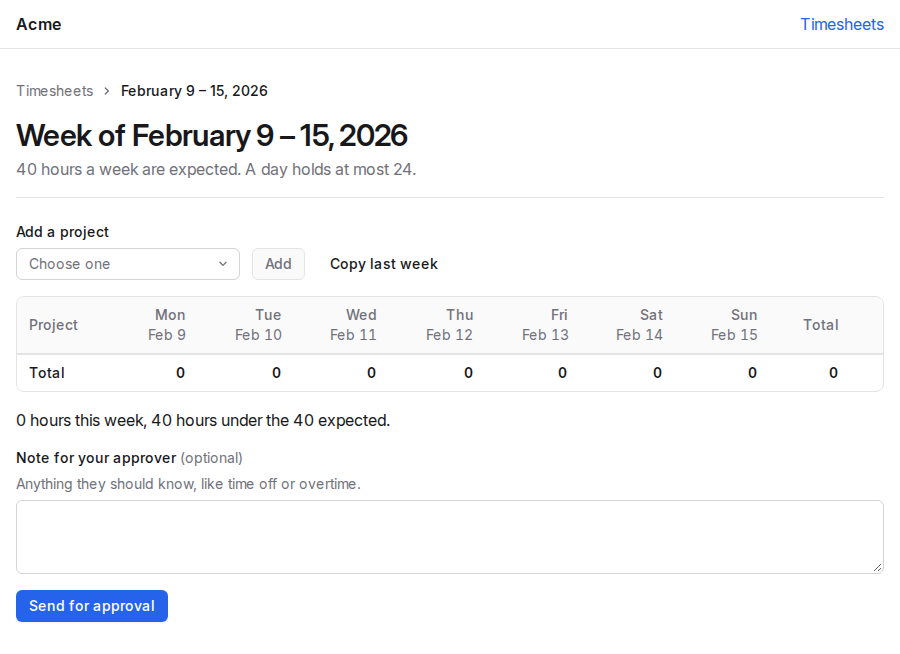 Acme
Timesheets
Timesheets > February 9 – 15, 2026
Week of February 9 – 15, 2026
40 hours a week are expected. A day holds at most 24.
Add a project
Choose one
Add
Copy last week
Project Mon Feb 9 Tue Feb 10 Wed Feb 11 Thu Feb 12 Fri Feb 13 Sat Feb 14 Sun Feb 15 Total
Total 0 0 0 0 0 0 0 0
0 hours this week, 40 hours under the 40 expected.
Note for your approver (optional)
Anything they should know, like time off or overtime.
Send for approval